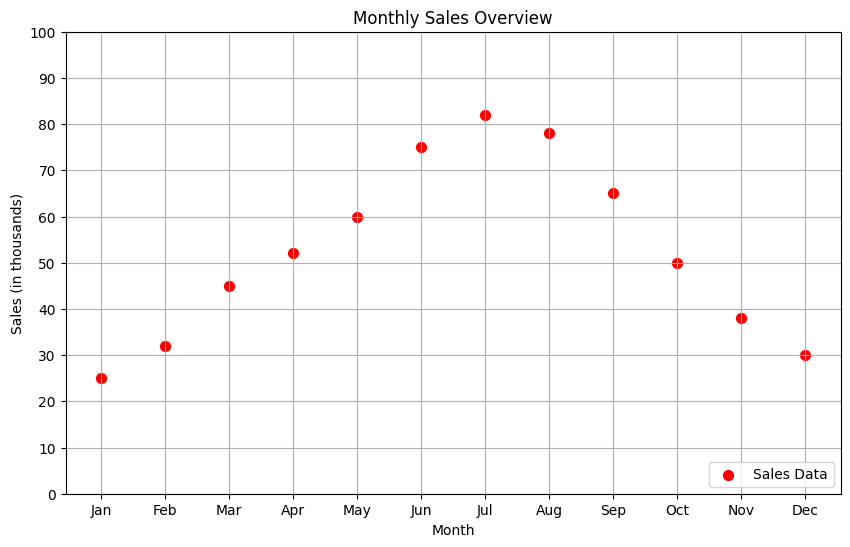 Monthly Sales Overview
100
90
80
70
60
50
40
30
20
10
0
Sales (in thousands)
Sales Data
Jan Feb Mar Apr May Jun Jul Aug Sep Oct Nov Dec
Month